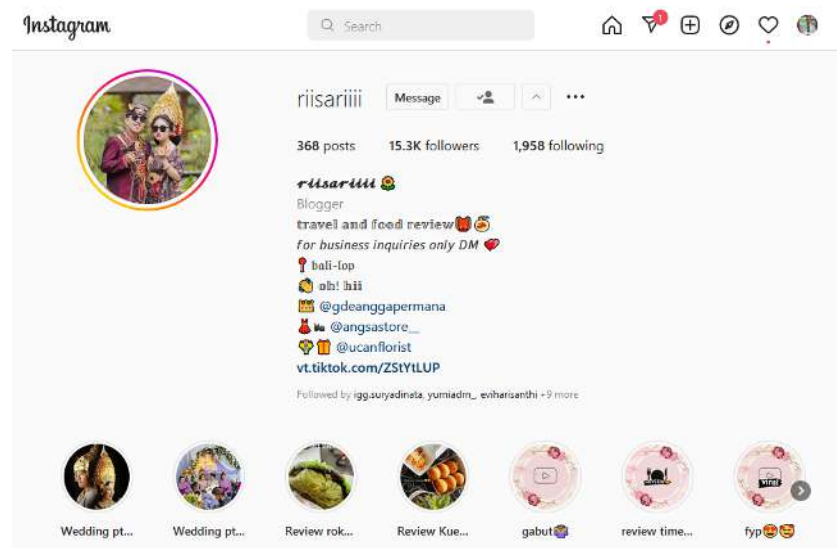 Instagram
Search
1
riisariiii Message
368 posts 15.3K followers 1,958 following
𝓻𝓲𝓲𝓼𝓪𝓻𝓲𝓲𝓲𝓲 🌻
Blogger
𝕥𝕣𝕒𝕧𝕖𝕝 𝕒𝕟𝕕 𝕗𝕠𝕠𝕕 𝕣𝕖𝕧𝕚𝕖𝕨
for business inquiries only DM 💞
📍 bali-lop
👏 oh! hii
@gdeanggapermana
@angsastore__
@ucanflorist
vt.tiktok.com/ZStYtLUP
Followed by igg.suryadinata, yumiadm_, eviharisanthi +9 more
Wedding pt... Wedding pt... Review rok... Review Kue... gabut review time... fyp😍🥰